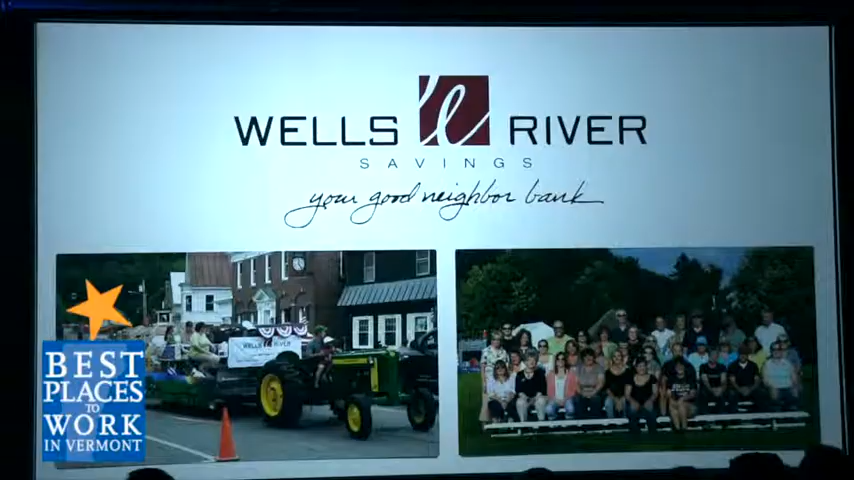 WELLS RIVER
SAVINGS
your good neighbor bank
WELLS RIVER
BEST
PLACES
TO
WORK
IN VERMONT